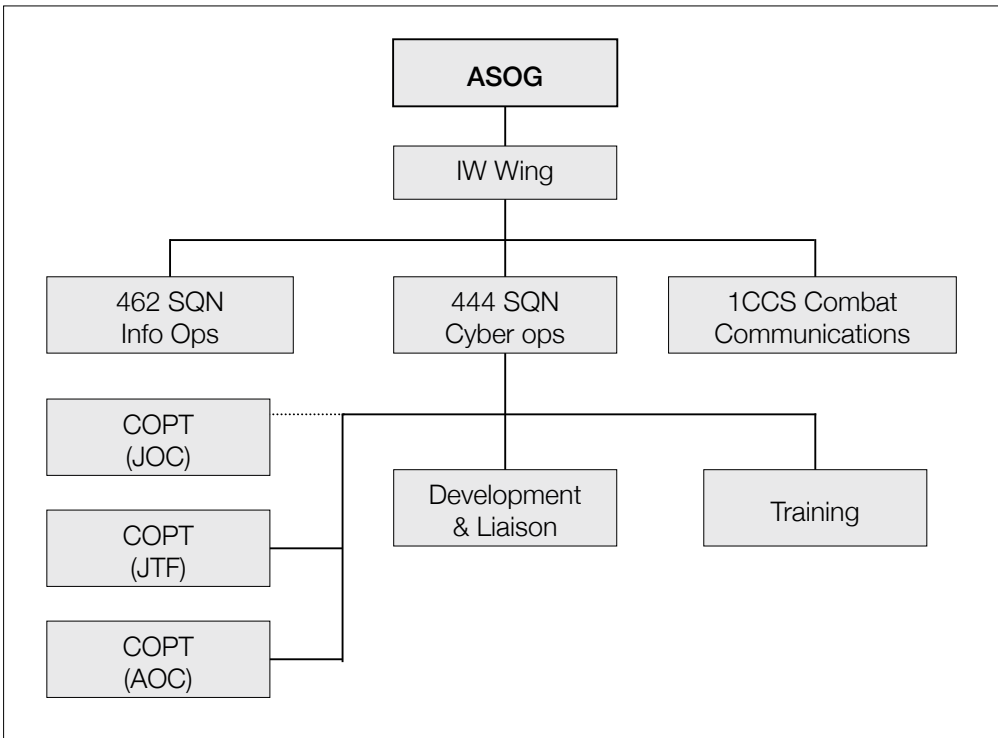 ASOG
IW Wing
462 SQN
Info Ops
444 SQN
Cyber ops
1CCS Combat
Communications
COPT
(JOC)
Development
& Liaison
Training
COPT
(JTF)
COPT
(AOC)